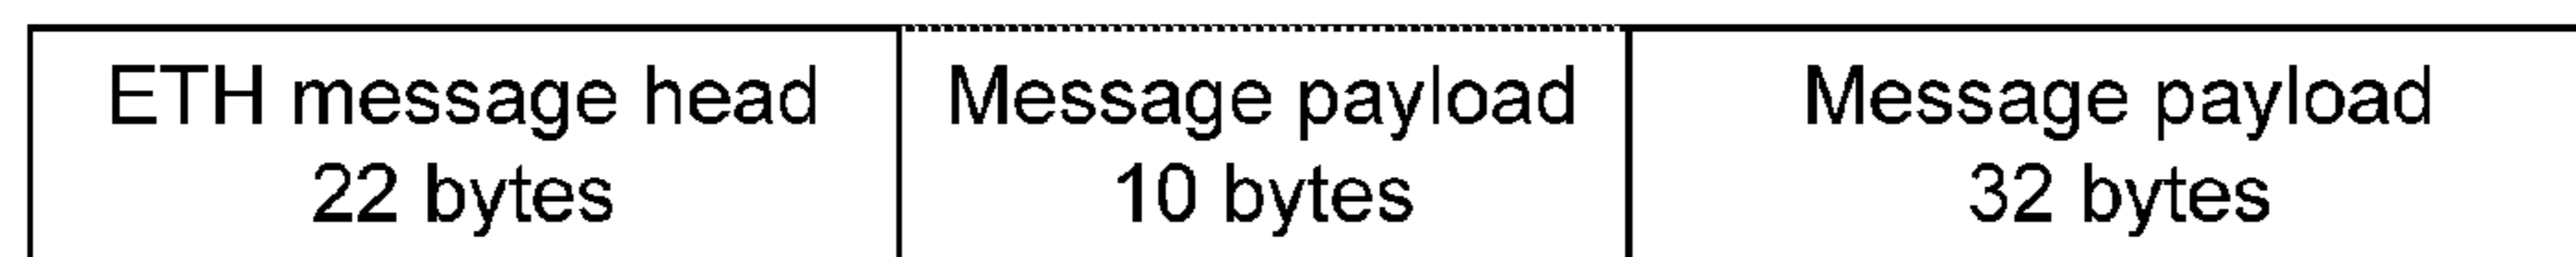 ETH message head
22 bytes
Message payload
10 bytes
Message payload
32 bytes